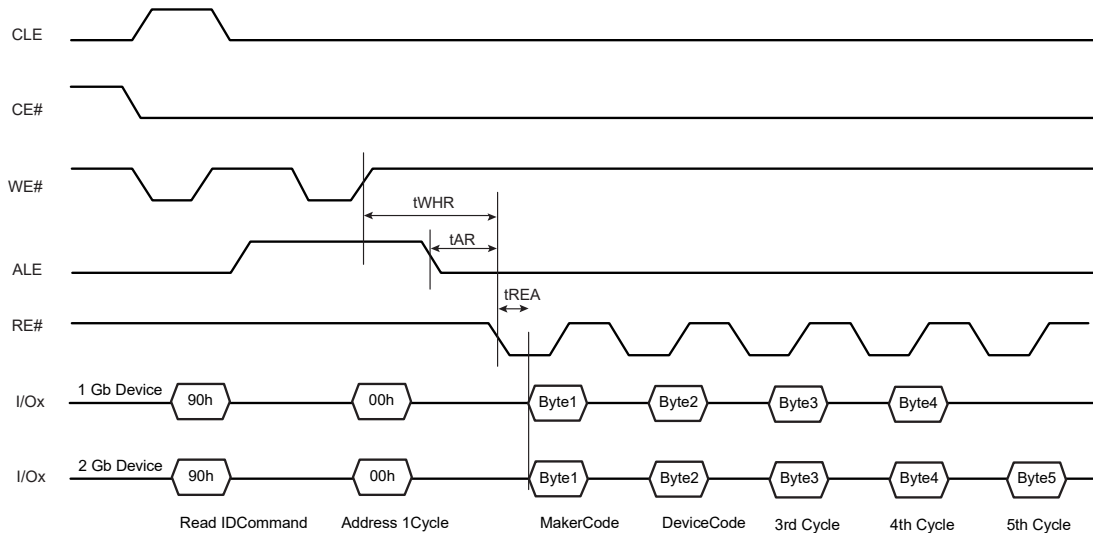 CLE
CE#
WE#
tWHR
tAR
ALE
tREA
RE#
I/Ox 1 Gb Device 90h 00h Byte1 Byte2 Byte3 Byte4
I/Ox 2 Gb Device 90h 00h Byte1 Byte2 Byte3 Byte4 Byte5
Read IDCommand Address 1Cycle MakerCode DeviceCode 3rd Cycle 4th Cycle 5th Cycle